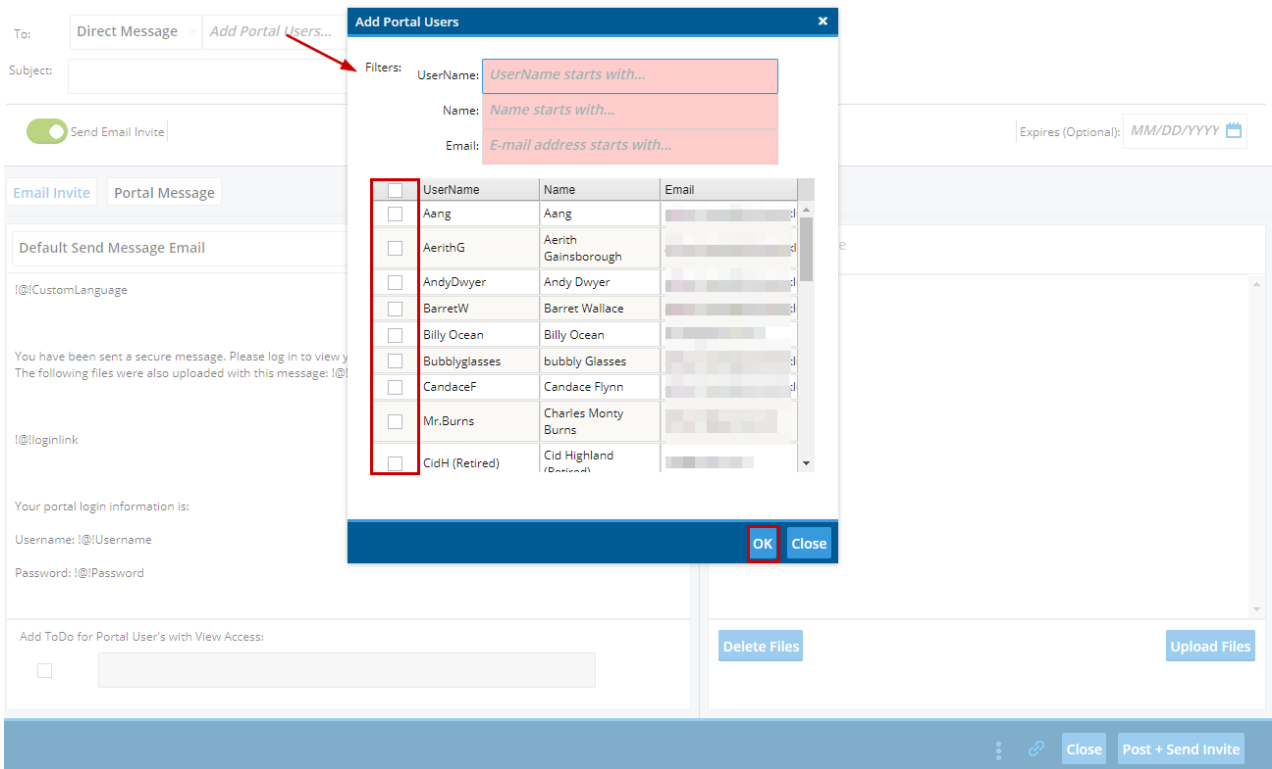 To:
Direct Message
Add Portal Users...
Subject:
Send Email Invite
Expires (Optional):
MM/DD/YYYY
Email Invite
Portal Message
Default Send Message Email
!@!CustomLanguage
You have been sent a secure message. Please log in to view
The following files were also uploaded with this message:
!@!loginlink
Your portal login information is:
Username: !@!Username
Password: !@!Password
Add ToDo for Portal User's with View Access:
Add Portal Users
Filters:
UserName:
UserName starts with...
Name:
Name starts with...
Email:
E-mail address starts with...
UserName Name Email
Aang Aang
AerithG Aerith
Gainsborough
AndyDwyer Andy Dwyer
BarretW Barret Wallace
Billy Ocean Billy Ocean
Bubblyglasses bubbly Glasses
CandaceF Candace Flynn
Mr.Burns Charles Monty
Burns
CidH (Retired) Cid Highland
(Retired)
OK
Close
Delete Files
Upload Files
Close
Post + Send Invite